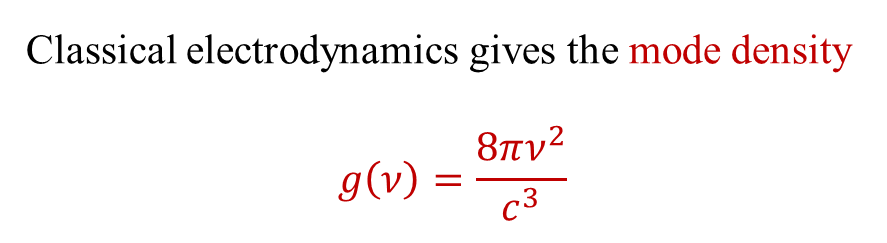 Classical electrodynamics gives the mode density
g(ν) = 8πν² / c³